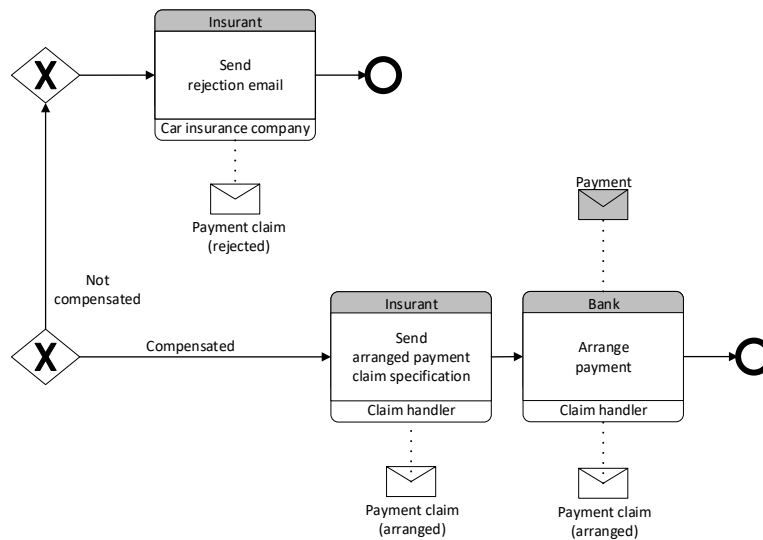 Insurant
X
Send
rejection email
Car insurance company
Payment claim
(rejected)
Payment
Not
compensated
X
Compensated
Insurant
Send
arranged payment
claim specification
Claim handler
Payment claim
(arranged)
Bank
Arrange
payment
Claim handler
Payment claim
(arranged)